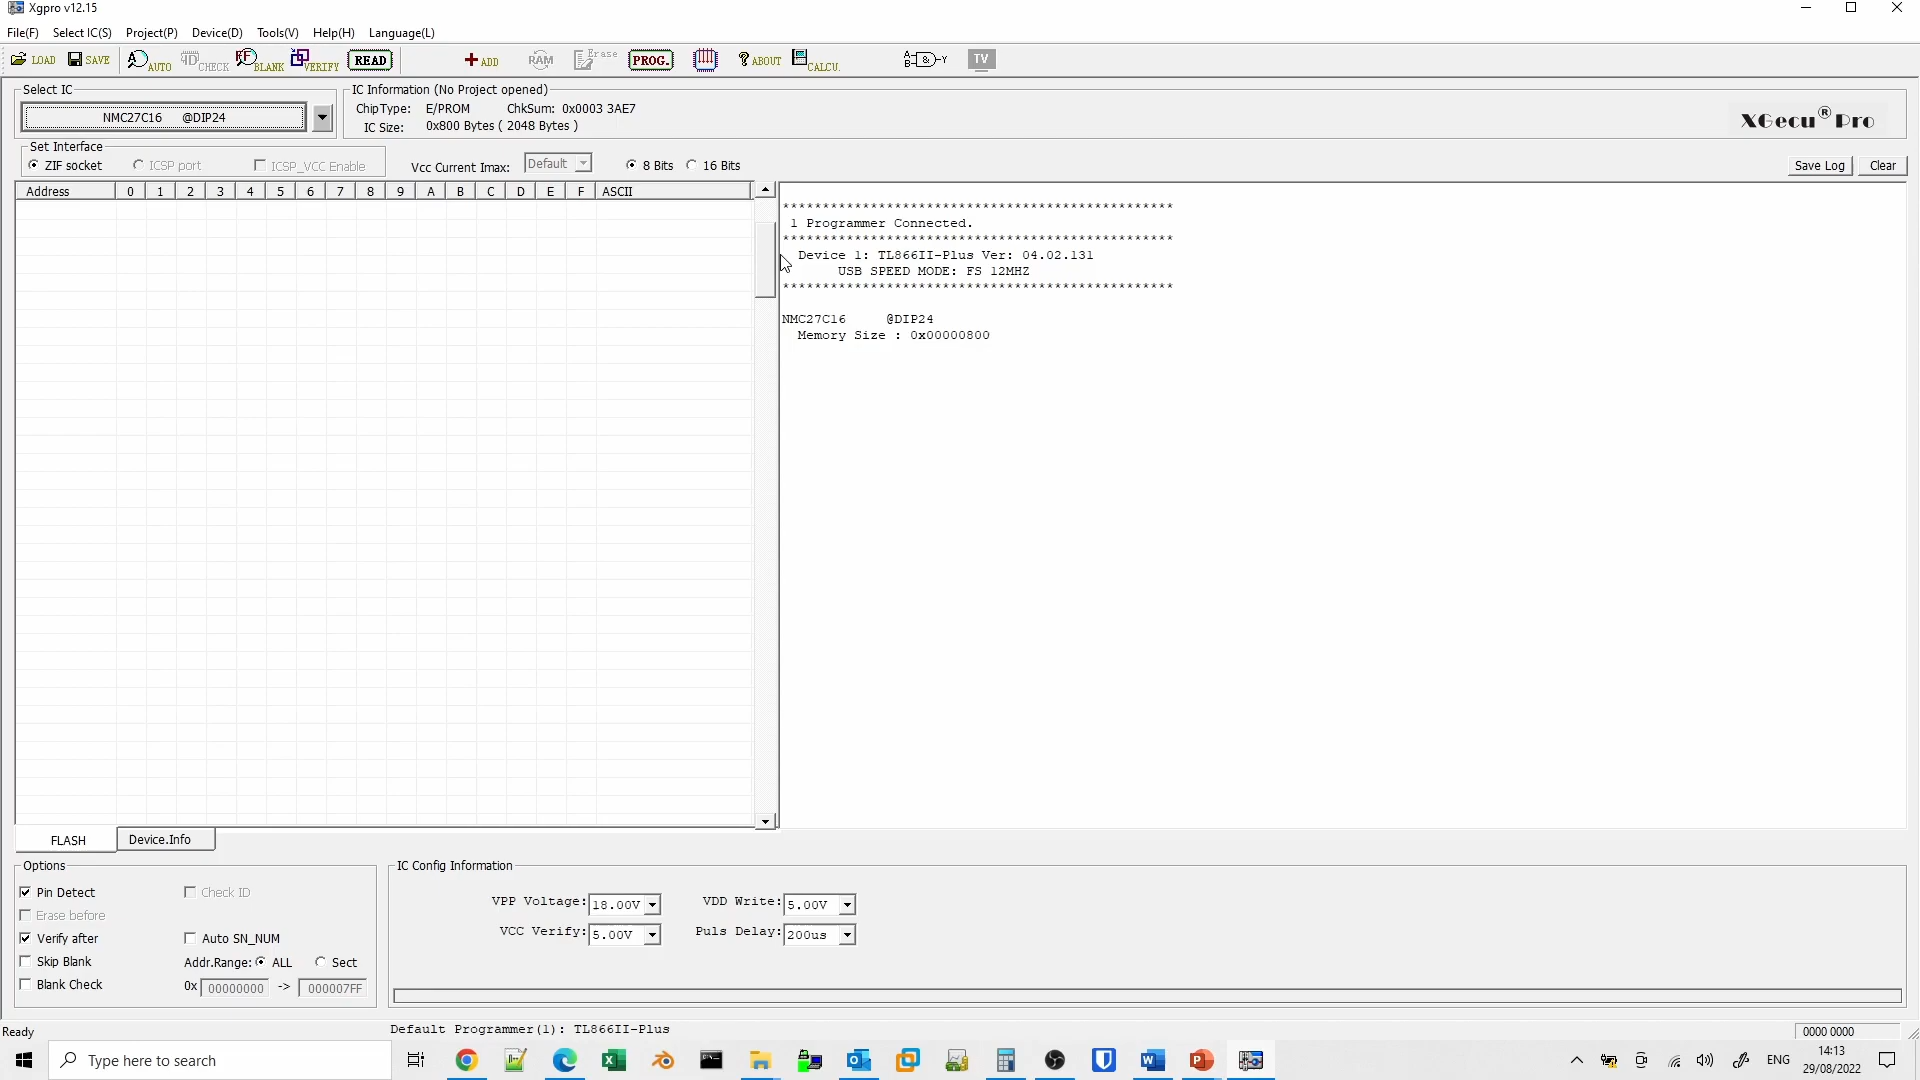 Xgpro v12.15
File(F) Select IC(S) Project(P) Device(D) Tools(V) Help(H) Language(L)
LOAD SAVE AUTO CHECK BLANK VERIFY READ ADD RAM Erase PROG. ABOUT CALCU. TV
Select IC
NMC27C16 @DIP24
IC Information (No Project opened)
ChipType: E/PROM ChkSum: 0x0003 3AE7
IC Size: 0x800 Bytes ( 2048 Bytes )
XGecu® Pro
Set Interface
ZIF socket ICSP port ICSP_VCC Enable Vcc Current Imax: Default 8 Bits 16 Bits Save Log Clear
Address 0 1 2 3 4 5 6 7 8 9 A B C D E F ASCII
*************************************************
1 Programmer Connected.
*************************************************
Device 1: TL866II-Plus Ver: 04.02.131
USB SPEED MODE: FS 12MHZ
*************************************************
NMC27C16 @DIP24
Memory Size : 0x00000800
FLASH Device.Info
Options
Pin Detect Check ID
Erase before
Verify after Auto SN_NUM
Skip Blank Addr.Range: ALL Sect
Blank Check 0x 00000000 -> 000007FF
IC Config Information
VPP Voltage: 18.00V VDD Write: 5.00V
VCC Verify: 5.00V Puls Delay: 200us
Ready Default Programmer(1): TL866II-Plus 0000 0000
Type here to search ENG 14:13
29/08/2022